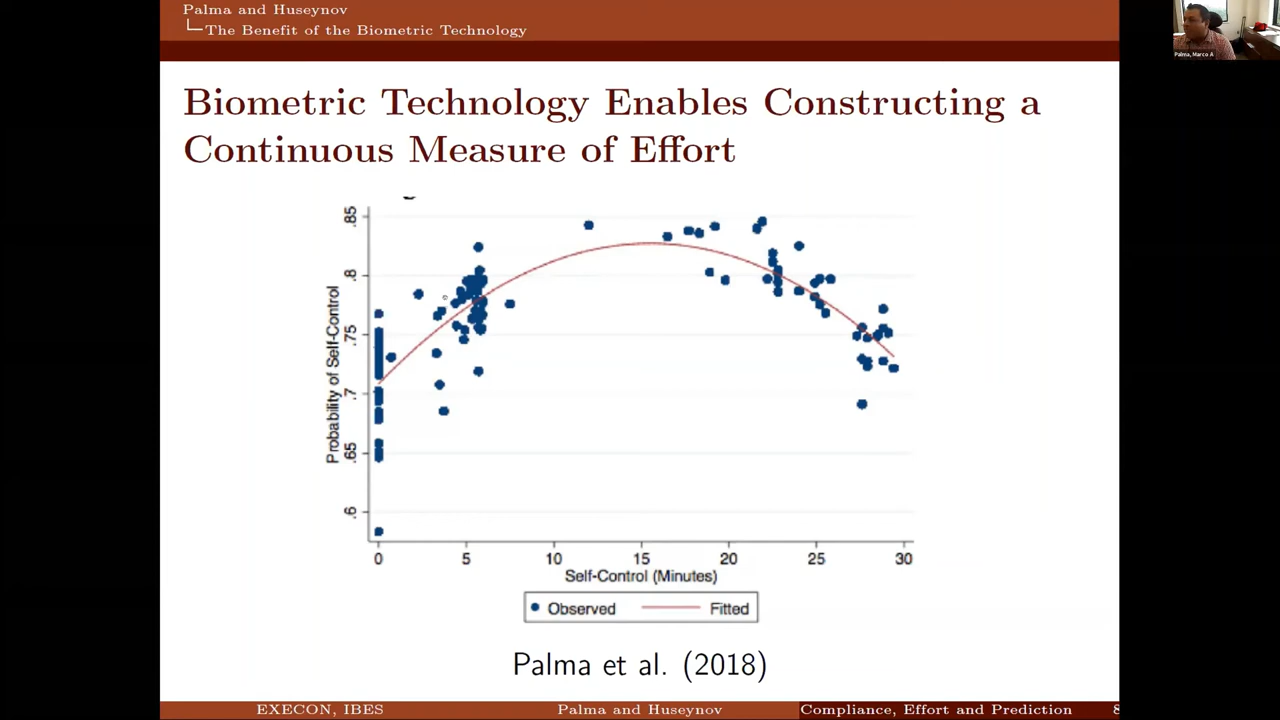 Palma and Huseynov
The Benefit of the Biometric Technology
Palma, Marco A
Biometric Technology Enables Constructing a
Continuous Measure of Effort
.85
.8
.75
.7
.65
.6
Probability of Self-Control
0 5 10 15 20 25 30
Self-Control (Minutes)
Observed Fitted
Palma et al. (2018)
EXECON, IBES Palma and Huseynov Compliance, Effort and Prediction 8